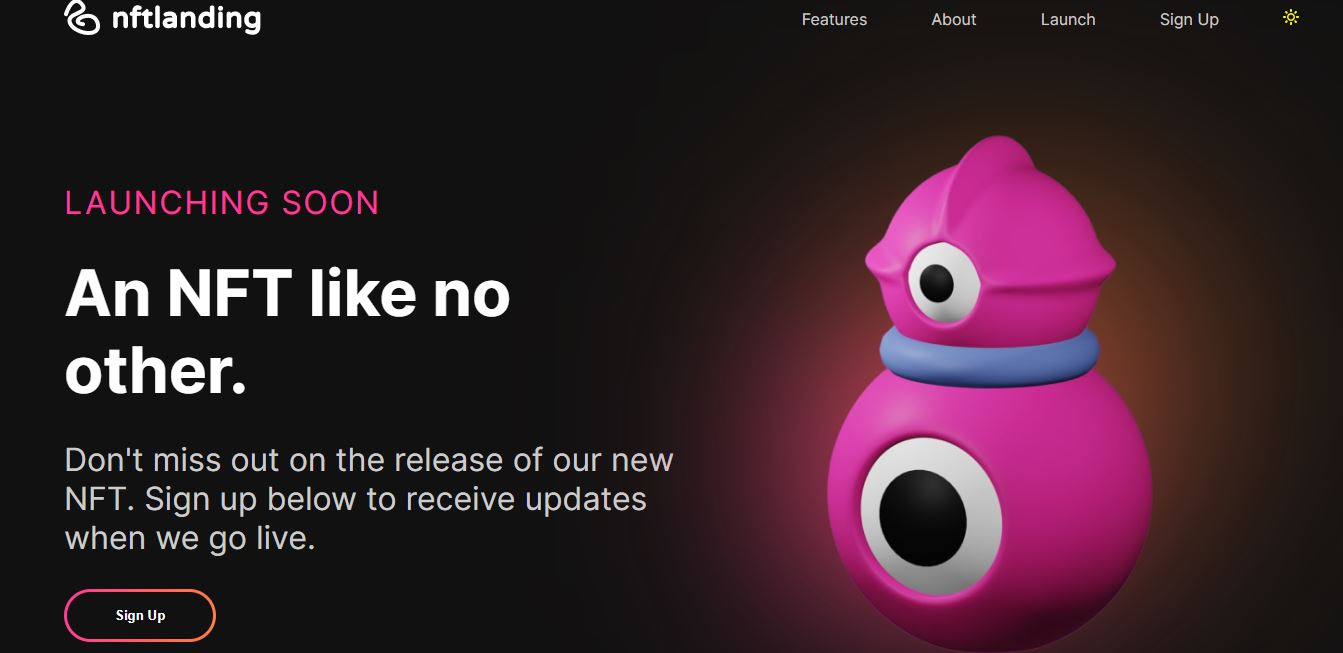 nftlanding
Features
About
Launch
Sign Up
LAUNCHING SOON
An NFT like no
other.
Don't miss out on the release of our new
NFT. Sign up below to receive updates
when we go live.
Sign Up